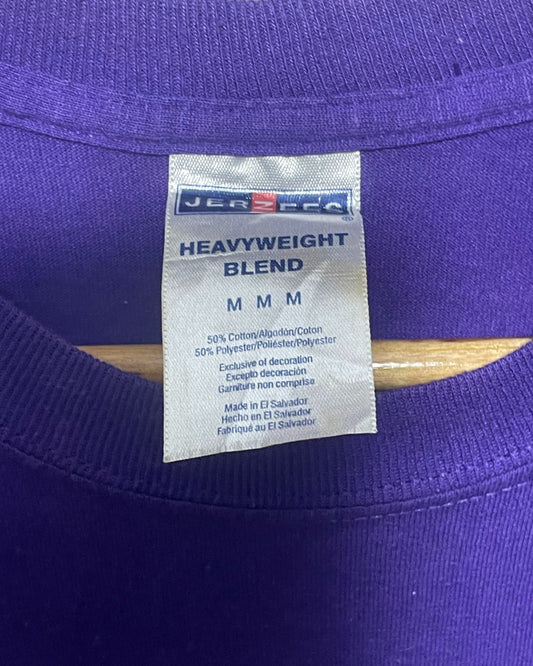 JERZEES
®
HEAVYWEIGHT
BLEND
M M M
50% Cotton/Algodón/Coton
50% Polyester/Poliéster/Polyester
Exclusive of decoration
Excepto decoración
Garniture non comprise
Made in El Salvador
Hecho en El Salvador
Fabriqué au El Salvador